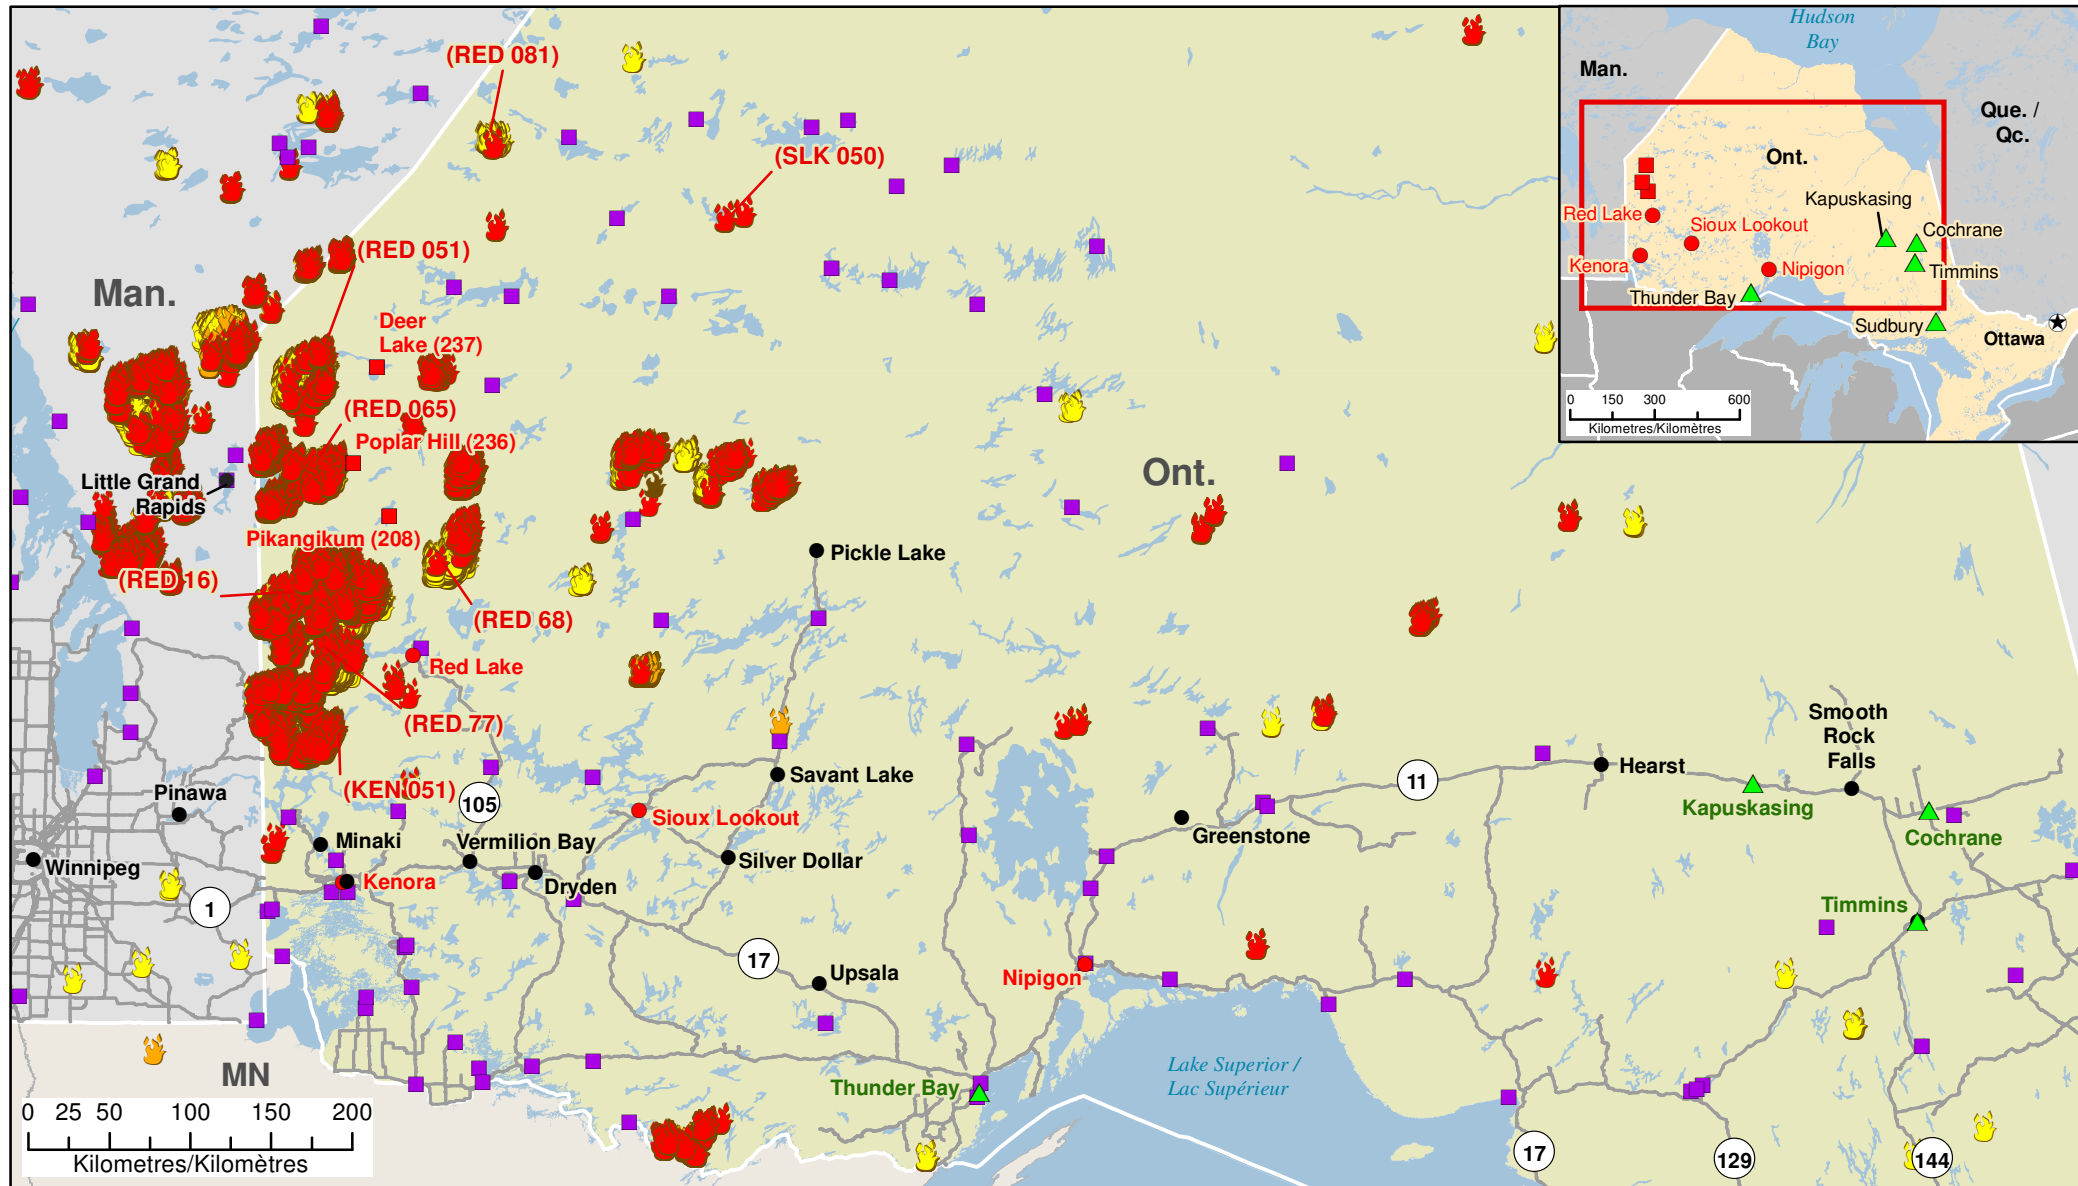 (RED 081)
(SLK 050)
(RED 051)
Man.
Deer
Lake (237)
(RED 065)
Poplar Hill (236)
Little Grand
Rapids
Ont.
Pikangikum (208)
(RED 16)
Pickle Lake
(RED 68)
Red Lake
(RED 77)
Smooth
Rock
Falls
Savant Lake
Hearst
11
(KEN 051)
105
Pinawa
Kapuskasing
Sioux Lookout
Greenstone
Cochrane
Minaki
Vermilion Bay
Silver Dollar
Winnipeg
Kenora
Dryden
1
Timmins
17
Upsala
Nipigon
Lake Superior /
Lac Supérieur
MN
Thunder Bay
0 25 50 100 150 200
Kilometres/Kilomètres
17
129
144
Hudson
Bay
Man.
Que. /
Qc.
Ont.
Kapuskasing
Red Lake
Sioux Lookout
Cochrane
Kenora
Nipigon
Timmins
Thunder Bay
Sudbury
Ottawa
0 150 300 600
Kilometres/Kilomètres